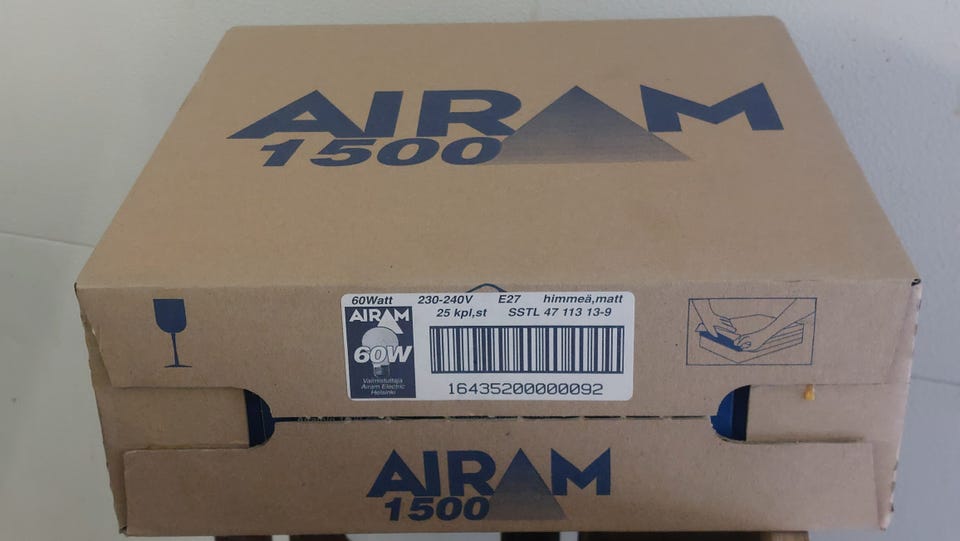 AIRAM
1500
60Watt 230-240V E27 himmeä,matt
25 kpl,st SSTL 47 113 13-9
AIRAM
60W
Valmistuttaja
Airam Electric
Helsinki
16435200000092
AIRAM
1500